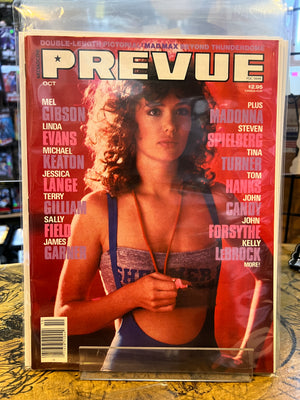 DOUBLE-LENGTH PICTORIAL: MAD MAX BEYOND THUNDERDOME
PREVUE
OCT
$2.95
MEL
GIBSON
LINDA
EVANS
MICHAEL
KEATON
JESSICA
LANGE
TERRY
GILLIAM
SALLY
FIELD
JAMES
GARNER
PLUS
MADONNA
STEVEN
SPIELBERG
TINA
TURNER
TOM
HANKS
JOHN
CANDY
JOHN
FORSYTHE
KELLY
LeBROCK
MORE!